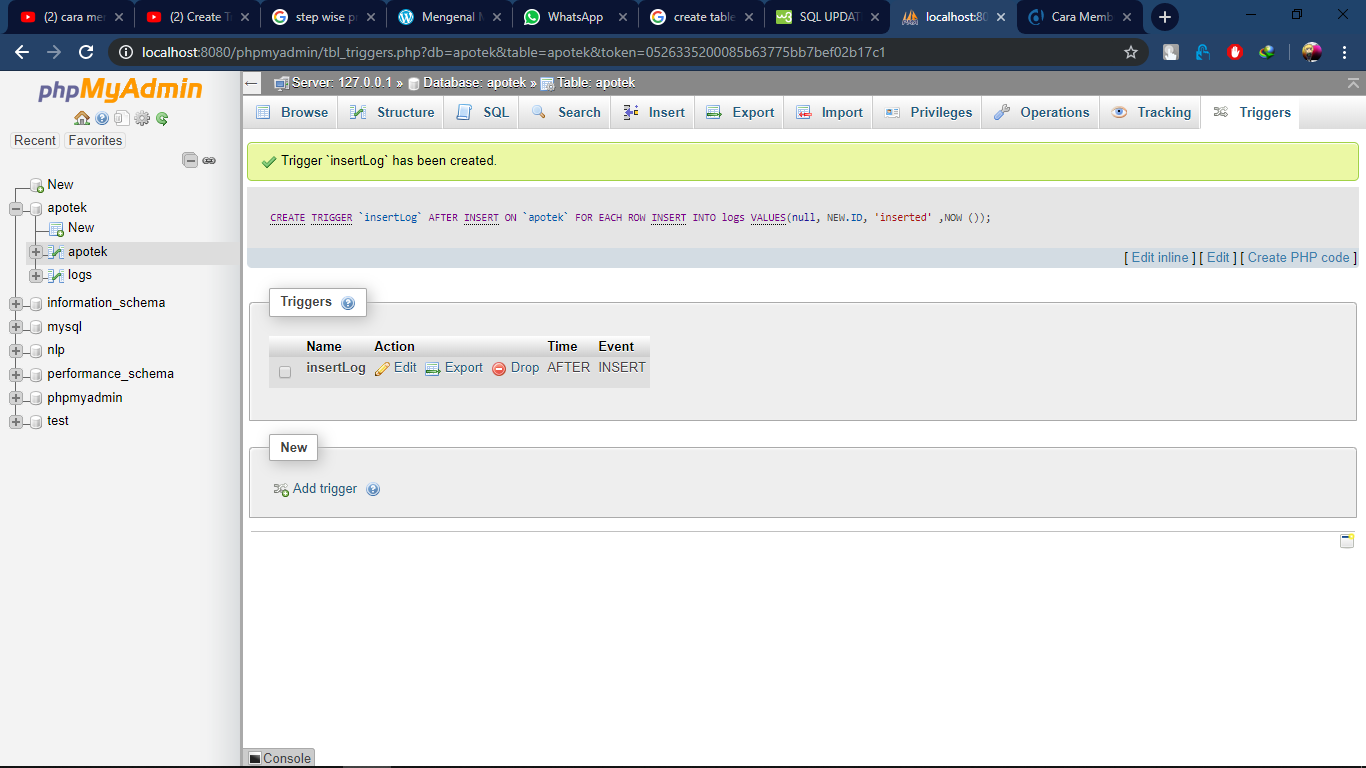 (2) cara mer
(2) Create Tr
step wise pr
Mengenal M
WhatsApp
create table
SQL UPDAT
localhost:80
Cara Memb
localhost:8080/phpmyadmin/tbl_triggers.php?db=apotek&table=apotek&token=0526335200085b63775bb7bef02b17c1
phpMyAdmin
Recent Favorites
New
apotek
New
apotek
logs
information_schema
mysql
nlp
performance_schema
phpmyadmin
test
Server: 127.0.0.1 » Database: apotek » Table: apotek
Browse Structure SQL Search Insert Export Import Privileges Operations Tracking Triggers
Trigger `insertLog` has been created.
CREATE TRIGGER `insertLog` AFTER INSERT ON `apotek` FOR EACH ROW INSERT INTO logs VALUES(null, NEW.ID, 'inserted' ,NOW ());
[ Edit inline ] [ Edit ] [ Create PHP code ]
Triggers
Name Action Time Event
insertLog Edit Export Drop AFTER INSERT
New
Add trigger
Console